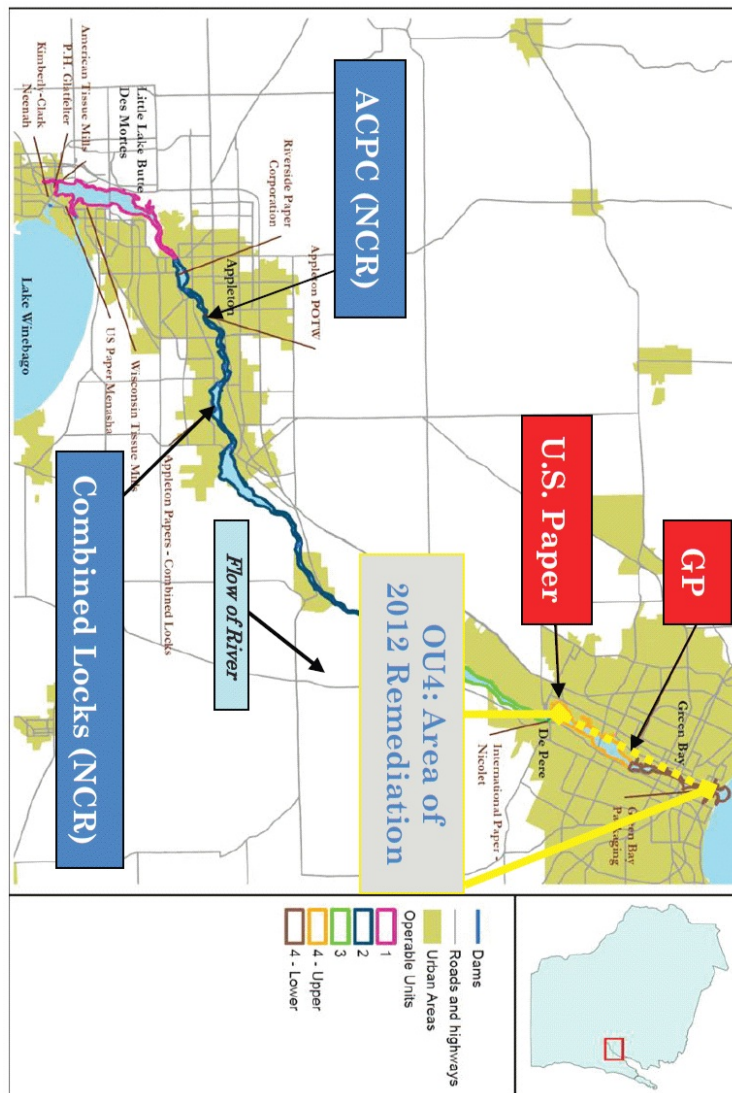 GP
U.S. Paper
Green Bay
Green Bay
Packaging
De Pere
International Paper -
Nicolet
OU4: Area of
2012 Remediation
ACPC (NCR)
Appleton POTW
Riverside Paper
Corporation
Appleton
Flow of River
Appleton Papers - Combined Locks
Combined Locks (NCR)
Little Lake Butte
Des Mortes
American Tissue Mills
P.H. Glatfelter
Kimberly-Clark
Neenah
Wisconsin Tissue Mills
US Paper Menasha
Lake Winebago
Dams
Roads and highways
Urban Areas
Operable Units
1
2
3
4 - Upper
4 - Lower